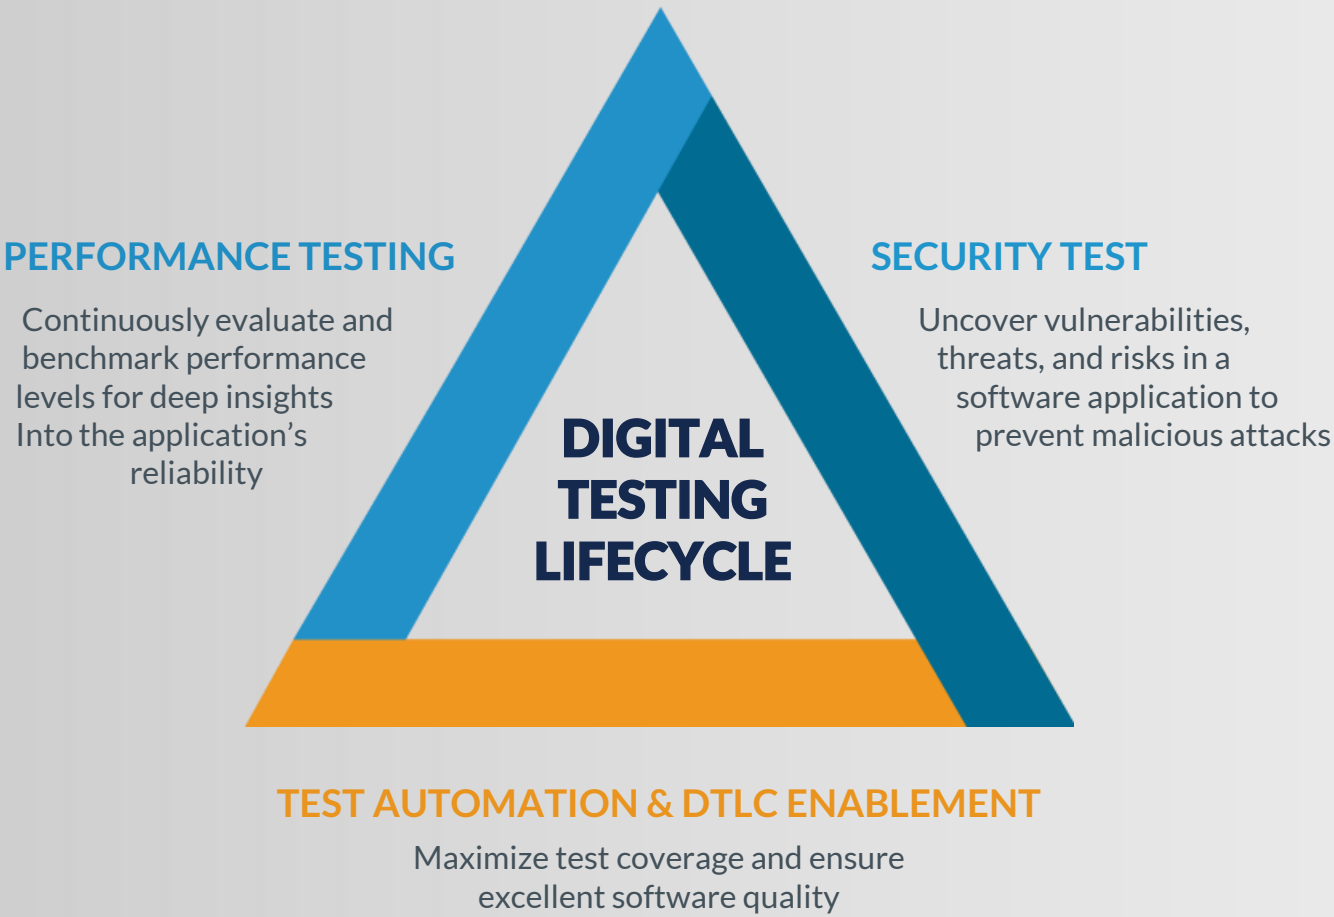 PERFORMANCE TESTING
Continuously evaluate and
benchmark performance
levels for deep insights
Into the application’s
reliability
SECURITY TEST
Uncover vulnerabilities,
threats, and risks in a
software application to
prevent malicious attacks
DIGITAL
TESTING
LIFECYCLE
TEST AUTOMATION & DTLC ENABLEMENT
Maximize test coverage and ensure
excellent software quality